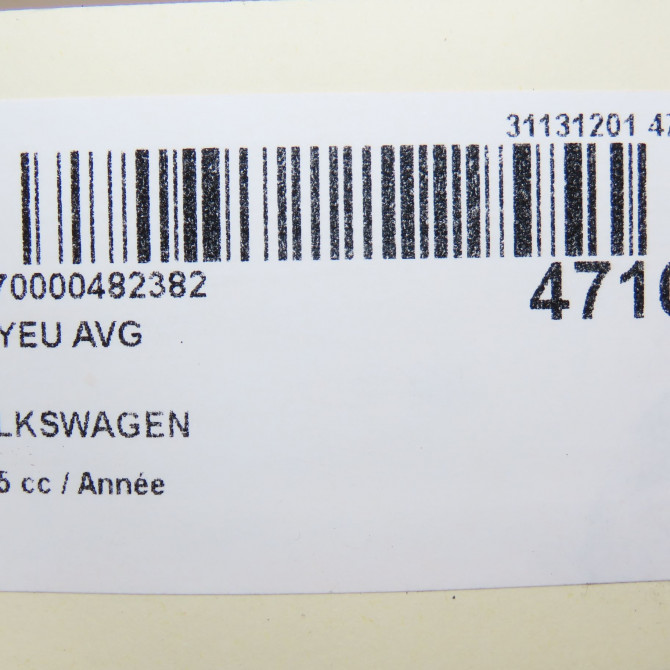 31131201 47
70000482382
4710
YEU AVG
LKSWAGEN
5 cc / Année